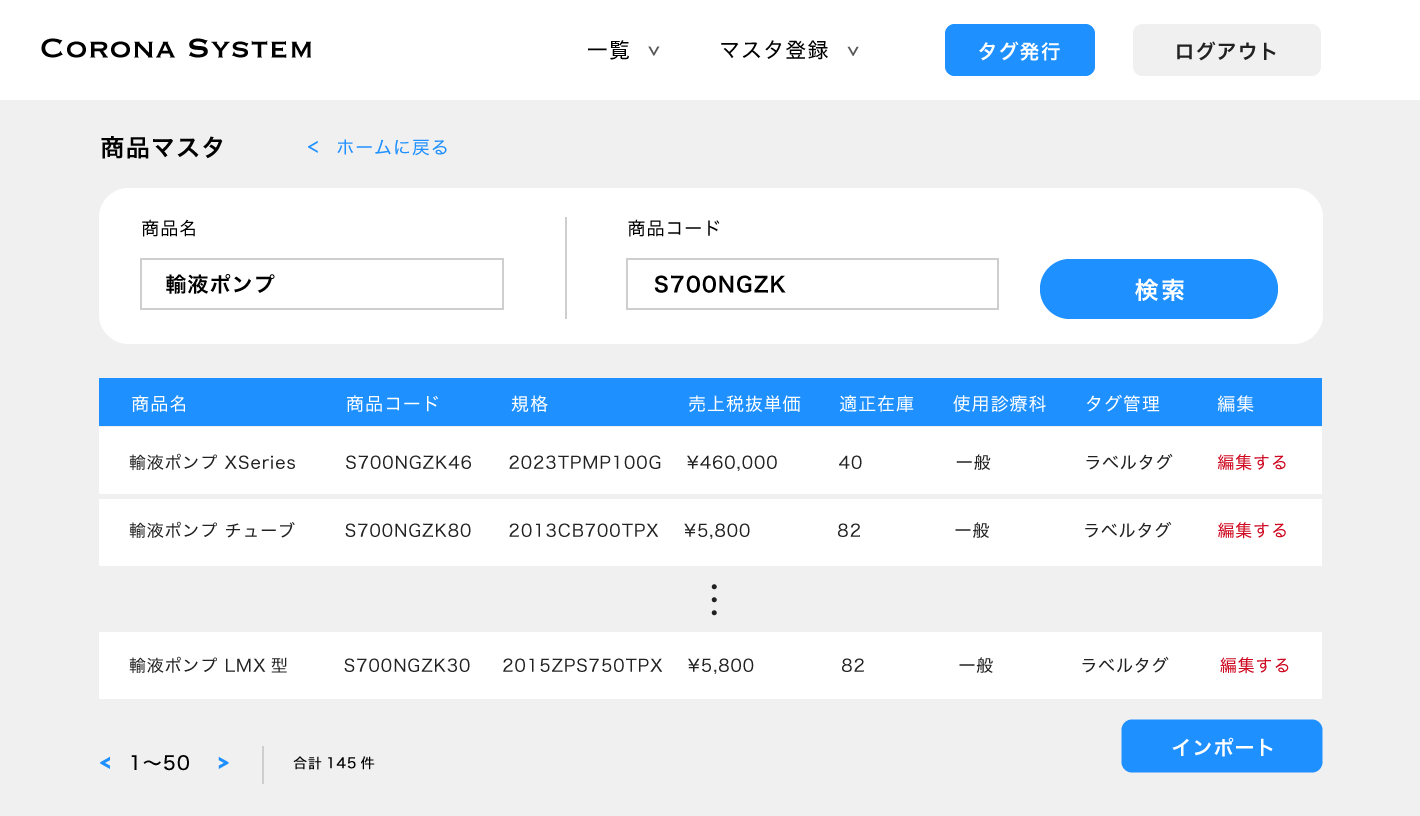 CORONA SYSTEM 一覧 ∨ マスタ登録 ∨ タグ発行 ログアウト
商品マスタ < ホームに戻る
商品名 商品コード
輸液ポンプ S700NGZK 検索
商品名 商品コード 規格 売上税抜単価 適正在庫 使用診療科 タグ管理 編集
輸液ポンプ XSeries S700NGZK46 2023TPMP100G ¥460,000 40 一般 ラベルタグ 編集する
輸液ポンプ チューブ S700NGZK80 2013CB700TPX ¥5,800 82 一般 ラベルタグ 編集する
輸液ポンプ LMX型 S700NGZK30 2015ZPS750TPX ¥5,800 82 一般 ラベルタグ 編集する
インポート
< 1〜50 > 合計145件